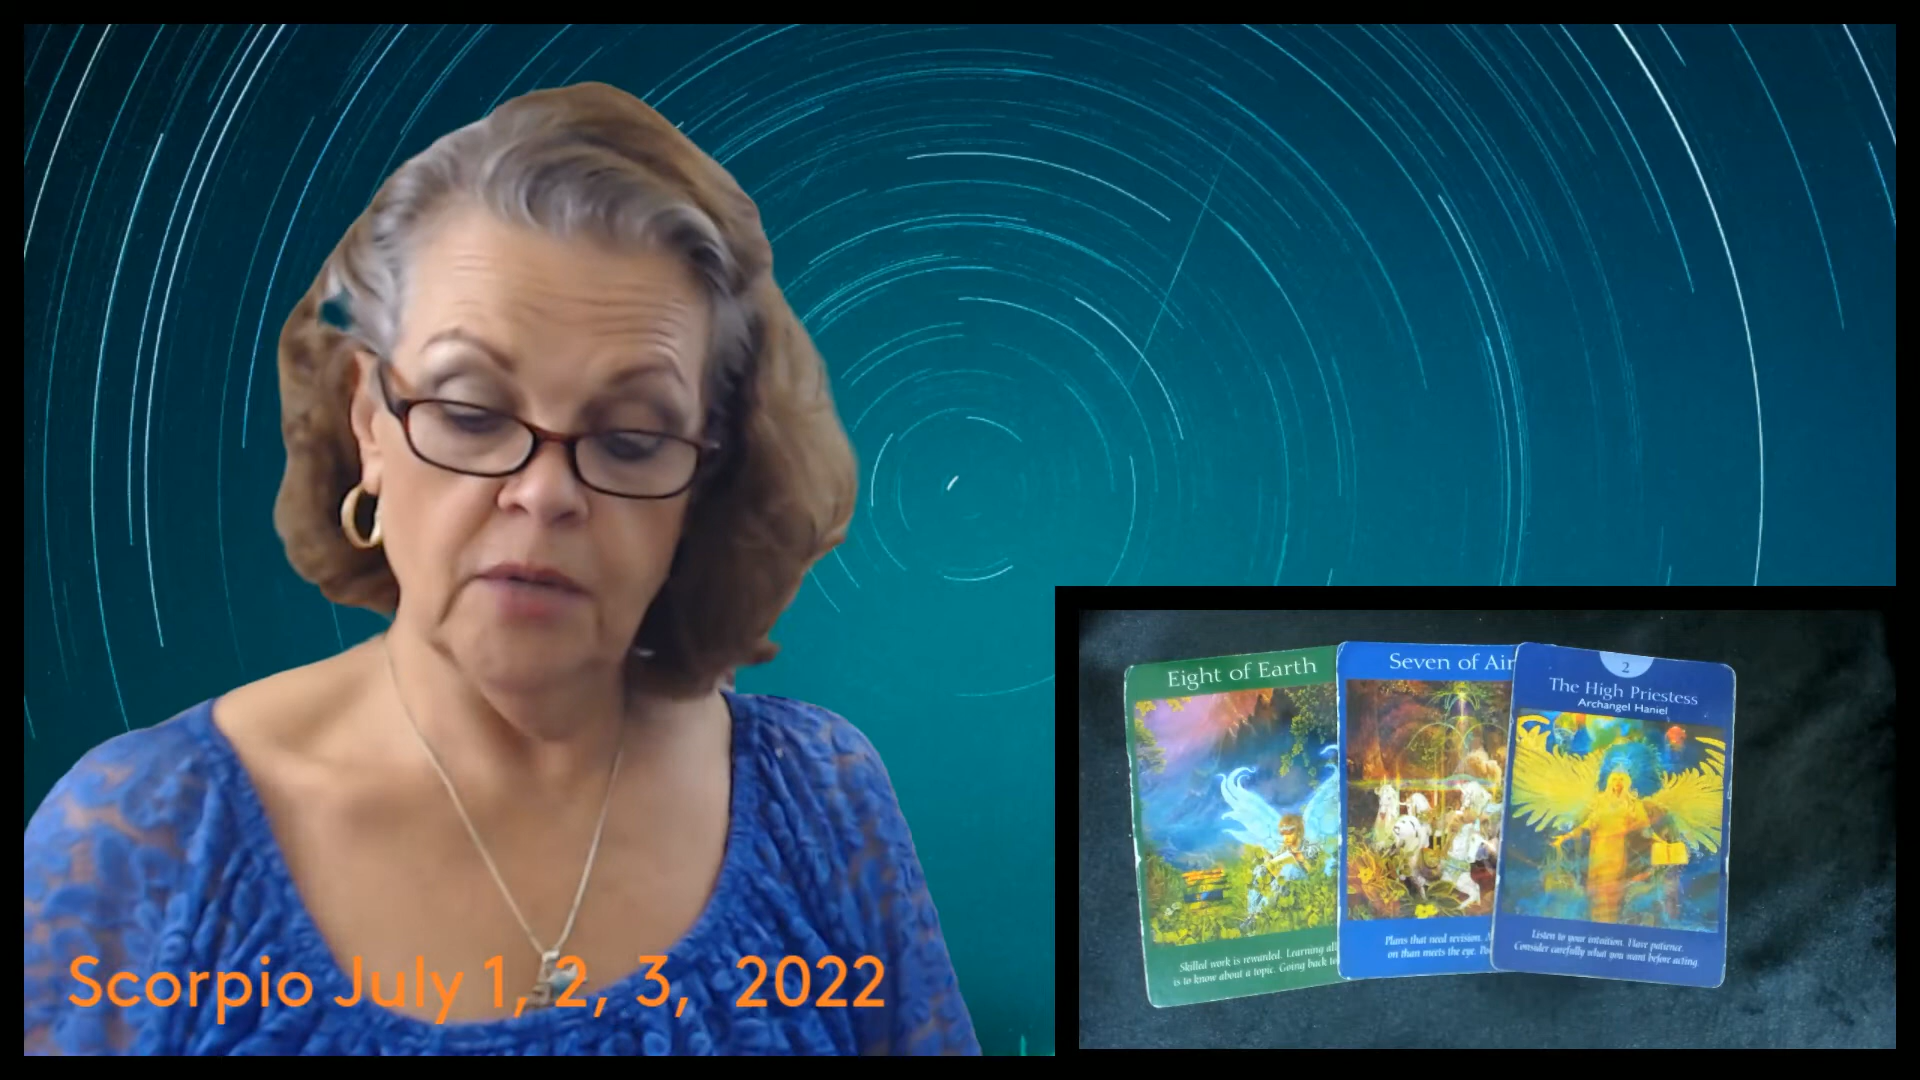 Scorpio July 1, 2, 3, 2022
Eight of Earth
Skilled work is rewarded. Learning all
is to know about a topic. Going back to
Seven of Air
Plans that need revision.
on than meets the eye.
2
The High Priestess
Archangel Haniel
Listen to your intuition. Have patience.
Consider carefully what you want before acting.